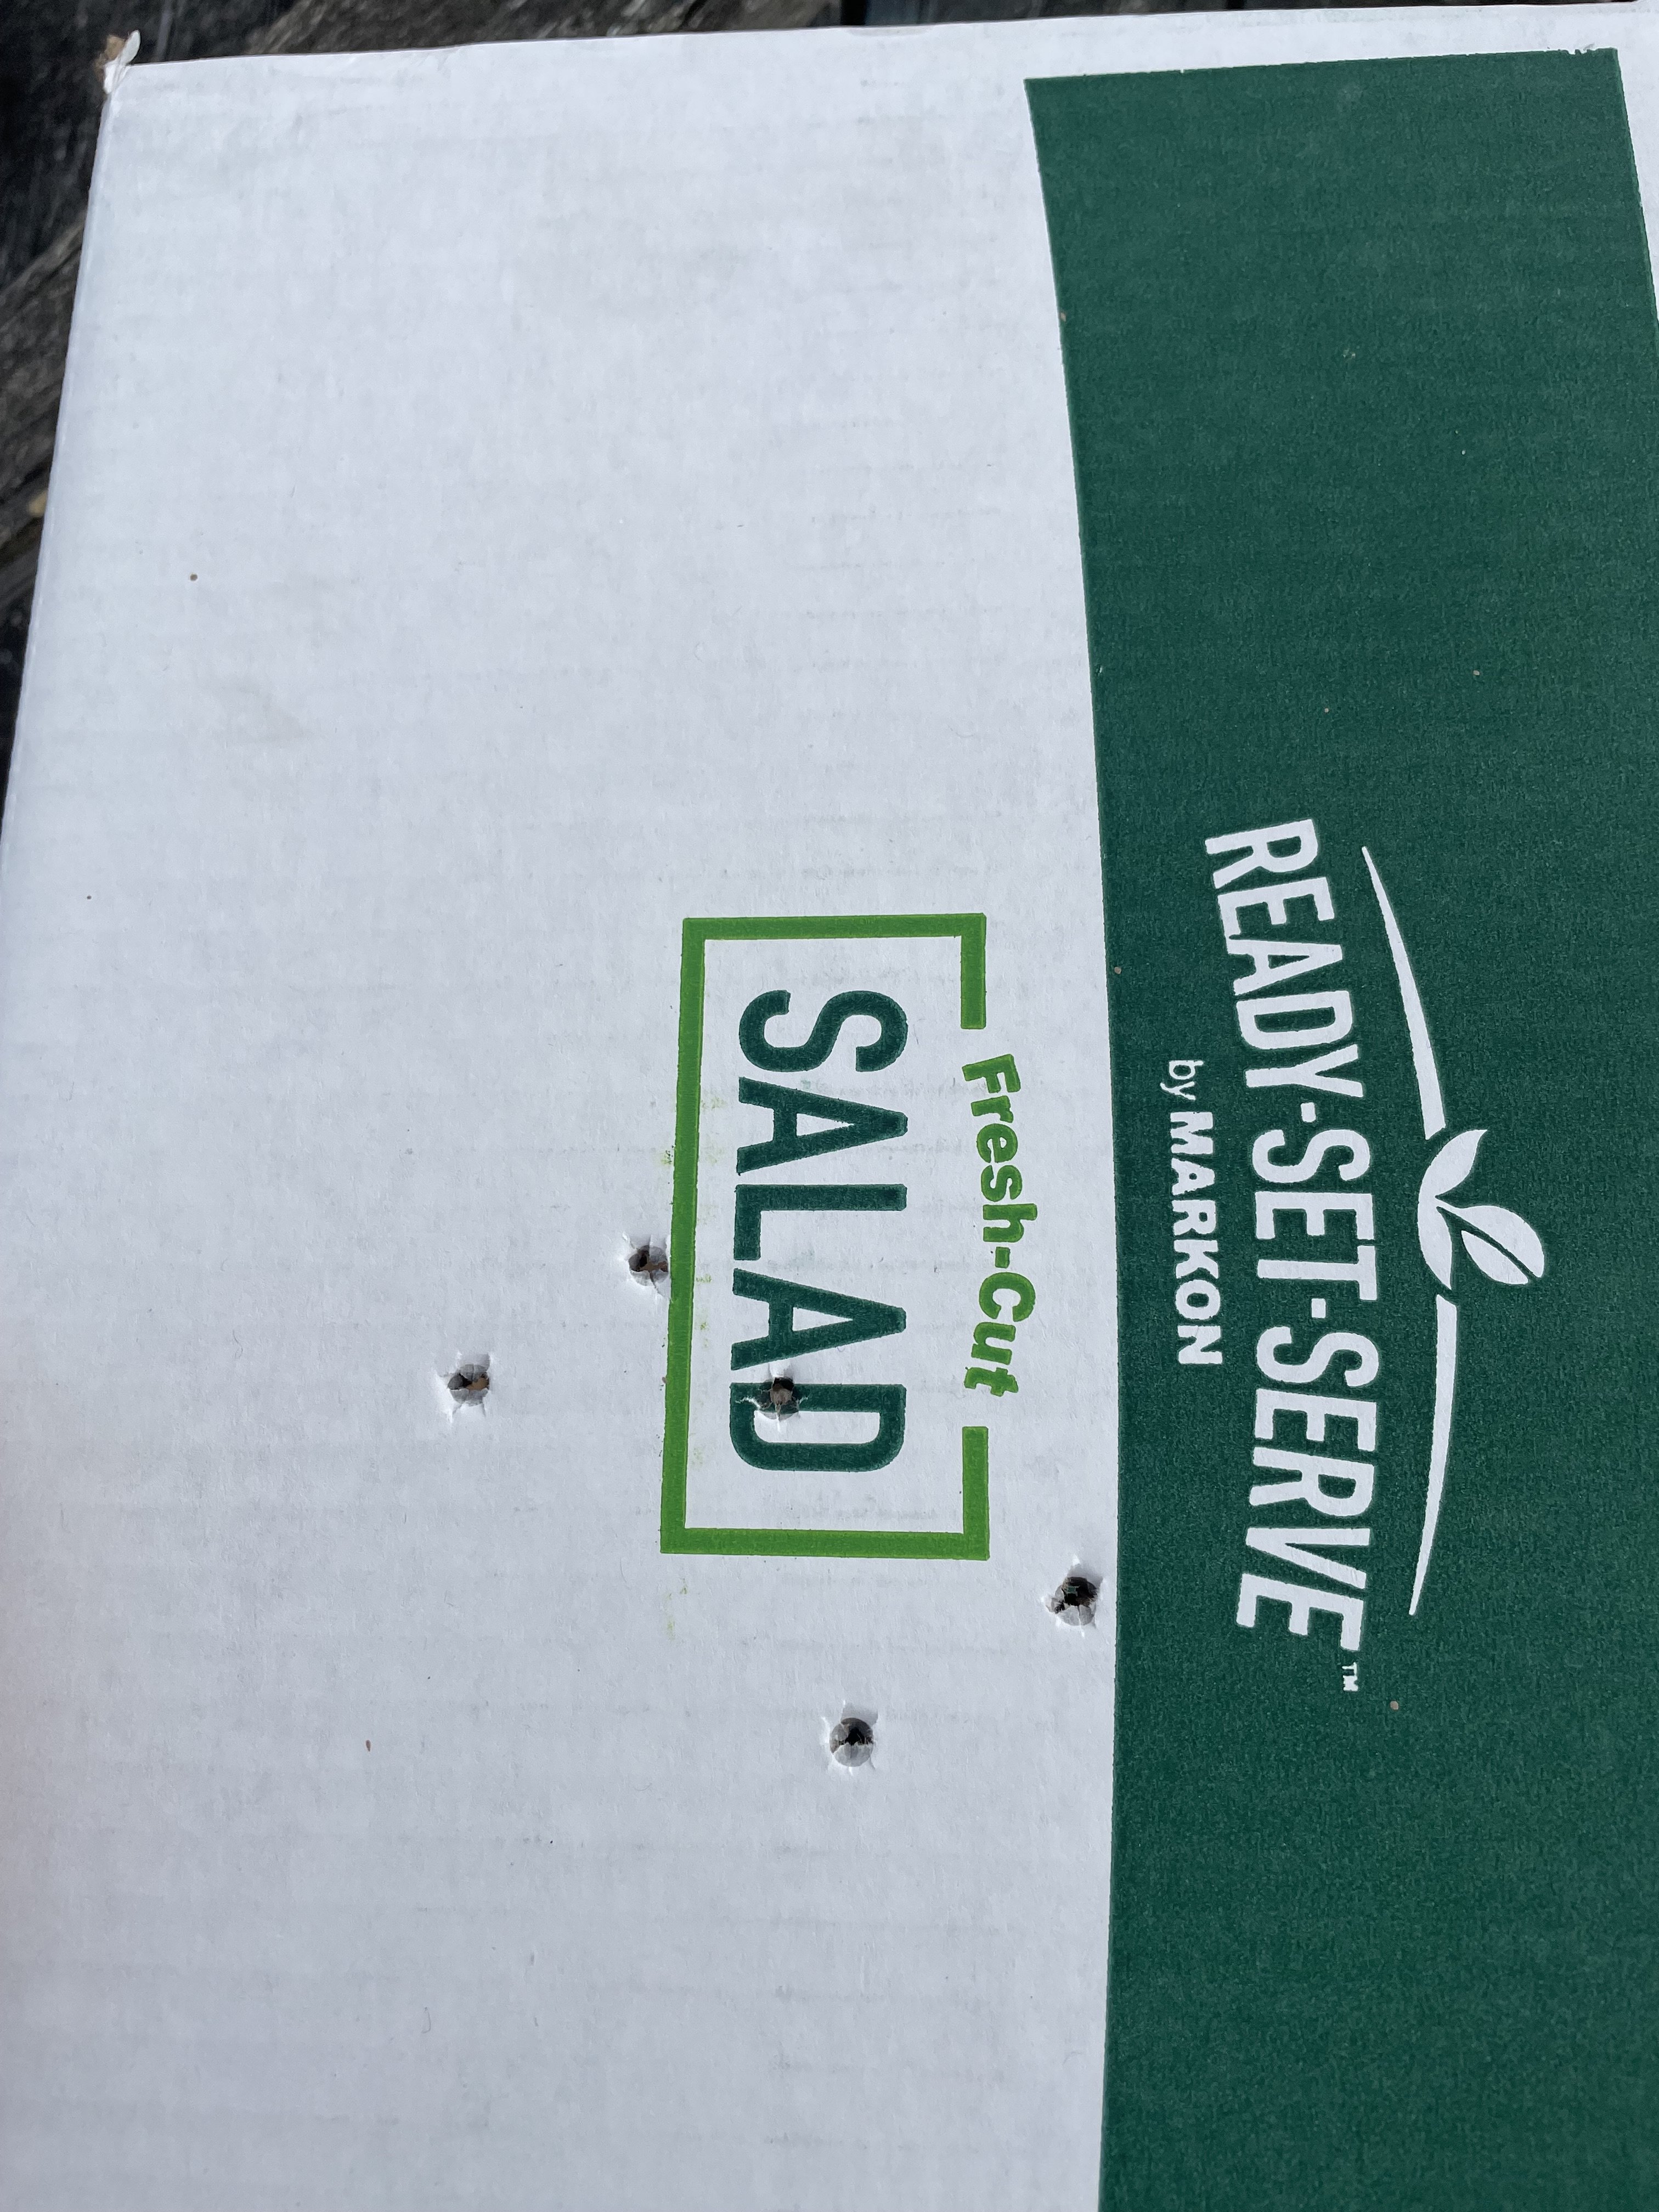 READY-SET-SERVE™
by MARKON
Fresh-Cut
SALAD